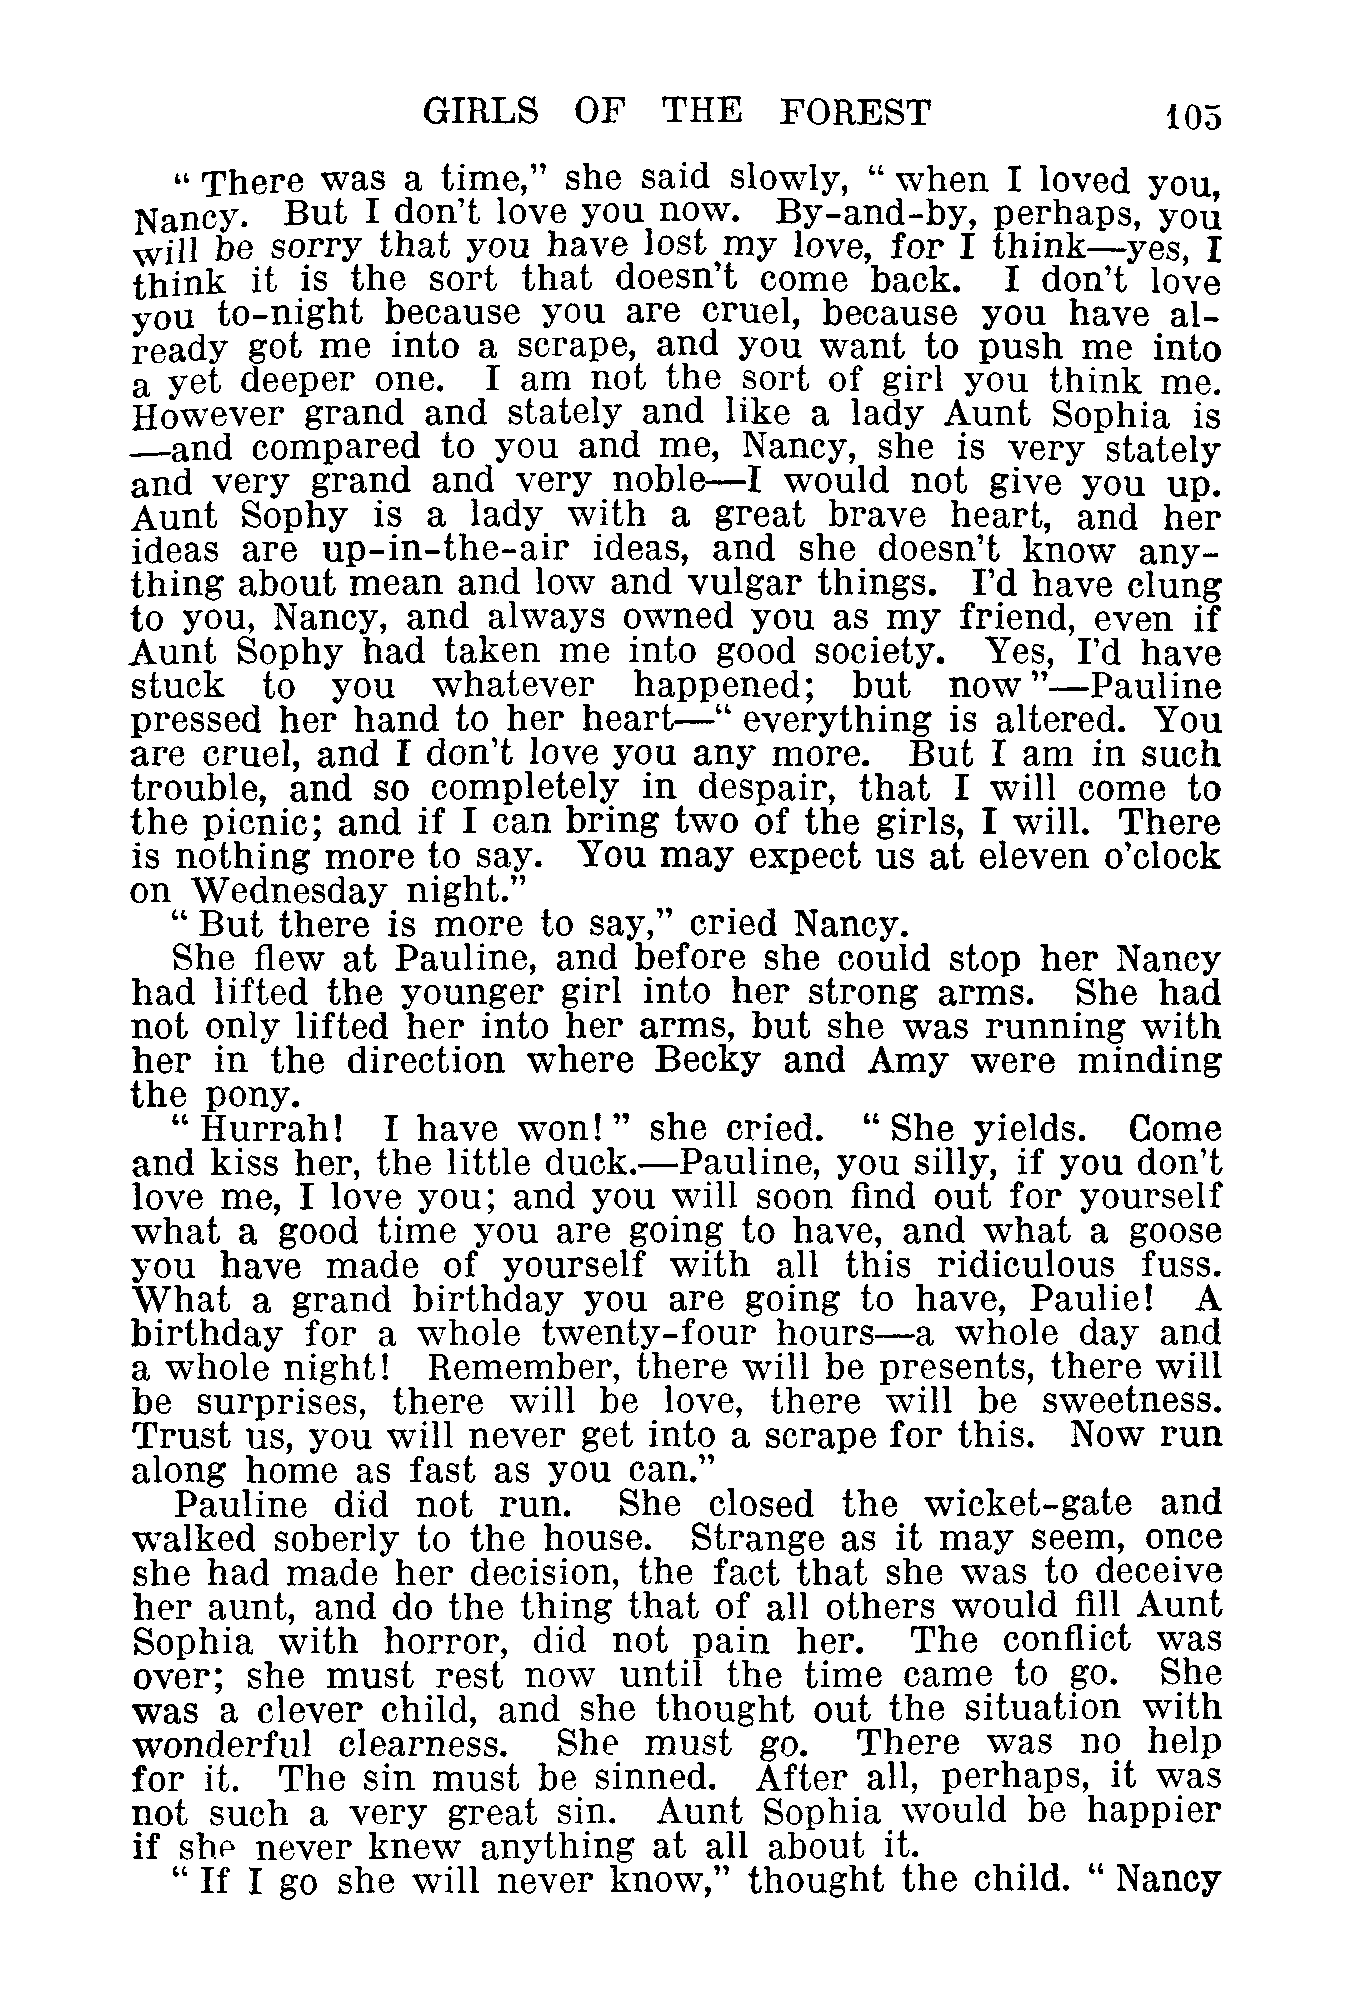 GIRLS OF THE FOREST 105
“ There was a time,” she said slowly, “ when I loved you,
Nancy. But I don’t love you now. By-and-by, perhaps, you
will be sorry that you have lost my love, for I think—yes, I
think it is the sort that doesn’t come back. I don’t love
you to-night because you are cruel, because you have al-
ready got me into a scrape, and you want to push me into
a yet deeper one. I am not the sort of girl you think me.
However grand and stately and like a lady Aunt Sophia is
—and compared to you and me, Nancy, she is very stately
and very grand and very noble—I would not give you up.
Aunt Sophy is a lady with a great brave heart, and her
ideas are up-in-the-air ideas, and she doesn’t know any-
thing about mean and low and vulgar things. I’d have clung
to you, Nancy, and always owned you as my friend, even if
Aunt Sophy had taken me into good society. Yes, I’d have
stuck to you whatever happened; but now ”—Pauline
pressed her hand to her heart—“ everything is altered. You
are cruel, and I don’t love you any more. But I am in such
trouble, and so completely in despair, that I will come to
the picnic; and if I can bring two of the girls, I will. There
is nothing more to say. You may expect us at eleven o’clock
on Wednesday night.”
“ But there is more to say,” cried Nancy.
She flew at Pauline, and before she could stop her Nancy
had lifted the younger girl into her strong arms. She had
not only lifted her into her arms, but she was running with
her in the direction where Becky and Amy were minding
the pony.
“ Hurrah! I have won! ” she cried. “ She yields. Come
and kiss her, the little duck.—Pauline, you silly, if you don’t
love me, I love you; and you will soon find out for yourself
what a good time you are going to have, and what a goose
you have made of yourself with all this ridiculous fuss.
What a grand birthday you are going to have, Paulie! A
birthday for a whole twenty-four hours—a whole day and
a whole night! Remember, there will be presents, there will
be surprises, there will be love, there will be sweetness.
Trust us, you will never get into a scrape for this. Now run
along home as fast as you can.”
Pauline did not run. She closed the wicket-gate and
walked soberly to the house. Strange as it may seem, once
she had made her decision, the fact that she was to deceive
her aunt, and do the thing that of all others would fill Aunt
Sophia with horror, did not pain her. The conflict was
over; she must rest now until the time came to go. She
was a clever child, and she thought out the situation with
wonderful clearness. She must go. There was no help
for it. The sin must be sinned. After all, perhaps, it was
not such a very great sin. Aunt Sophia would be happier
if she never knew anything at all about it.
“ If I go she will never know,” thought the child. “ Nancy